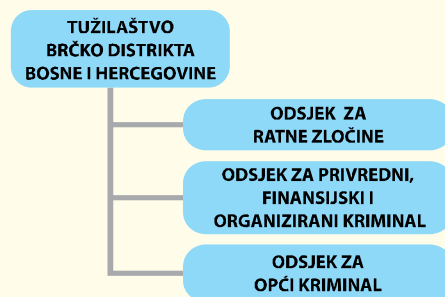 TUŽILAŠTVO
BRČKO DISTRIKTA
BOSNE I HERCEGOVINE
ODSJEK ZA
RATNE ZLOČINE
ODSJEK ZA PRIVREDNI,
FINANSIJSKI I
ORGANIZIRANI KRIMINAL
ODSJEK ZA
OPĆI KRIMINAL